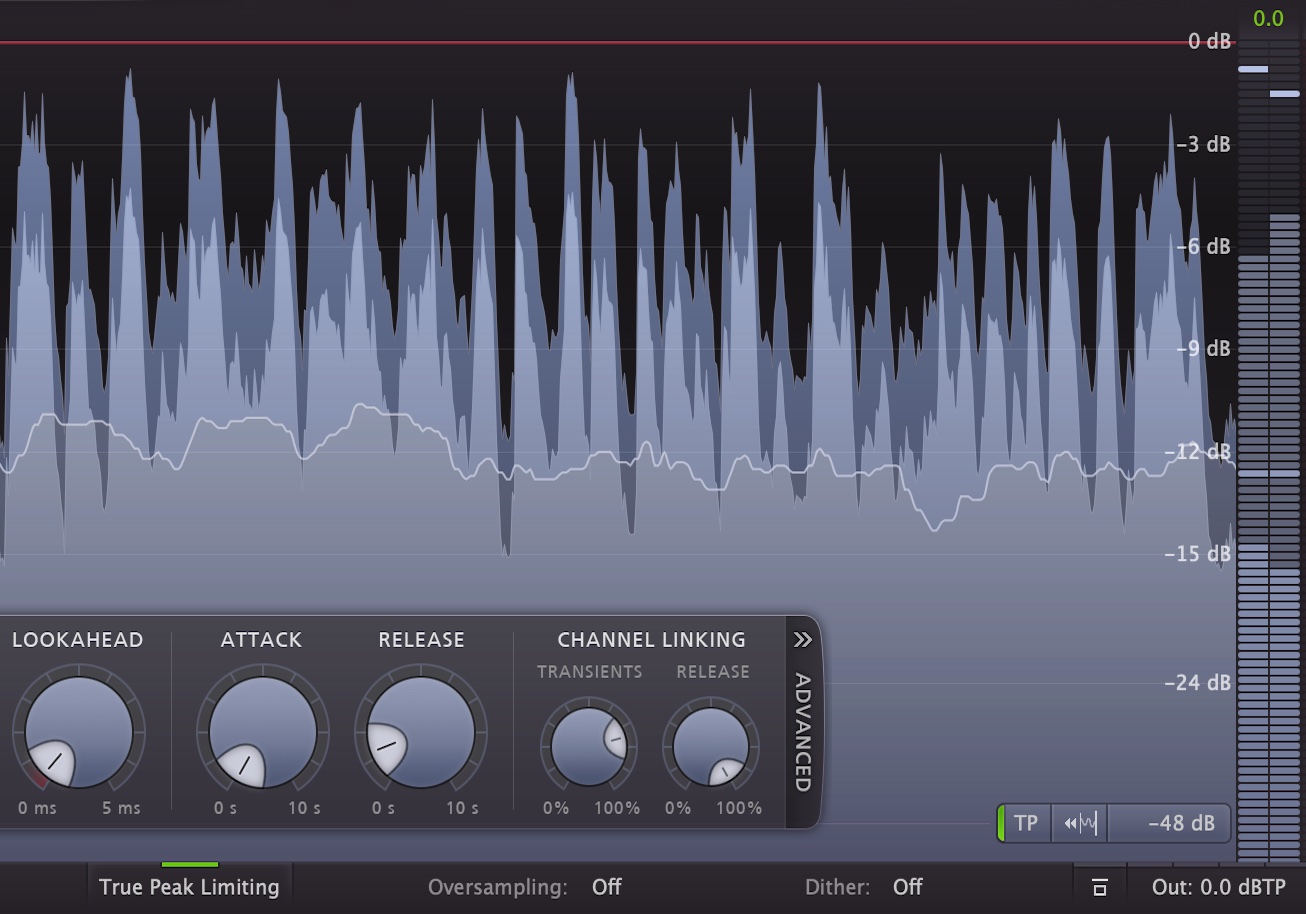 0.0
0 dB
−3 dB
−6 dB
−9 dB
−12 dB
−15 dB
−24 dB
LOOKAHEAD
0 ms 5 ms
ATTACK
0 s 10 s
RELEASE
0 s 10 s
CHANNEL LINKING
TRANSIENTS RELEASE
0% 100% 0% 100%
ADVANCED
TP −48 dB
True Peak Limiting Oversampling: Off Dither: Off Out: 0.0 dBTP